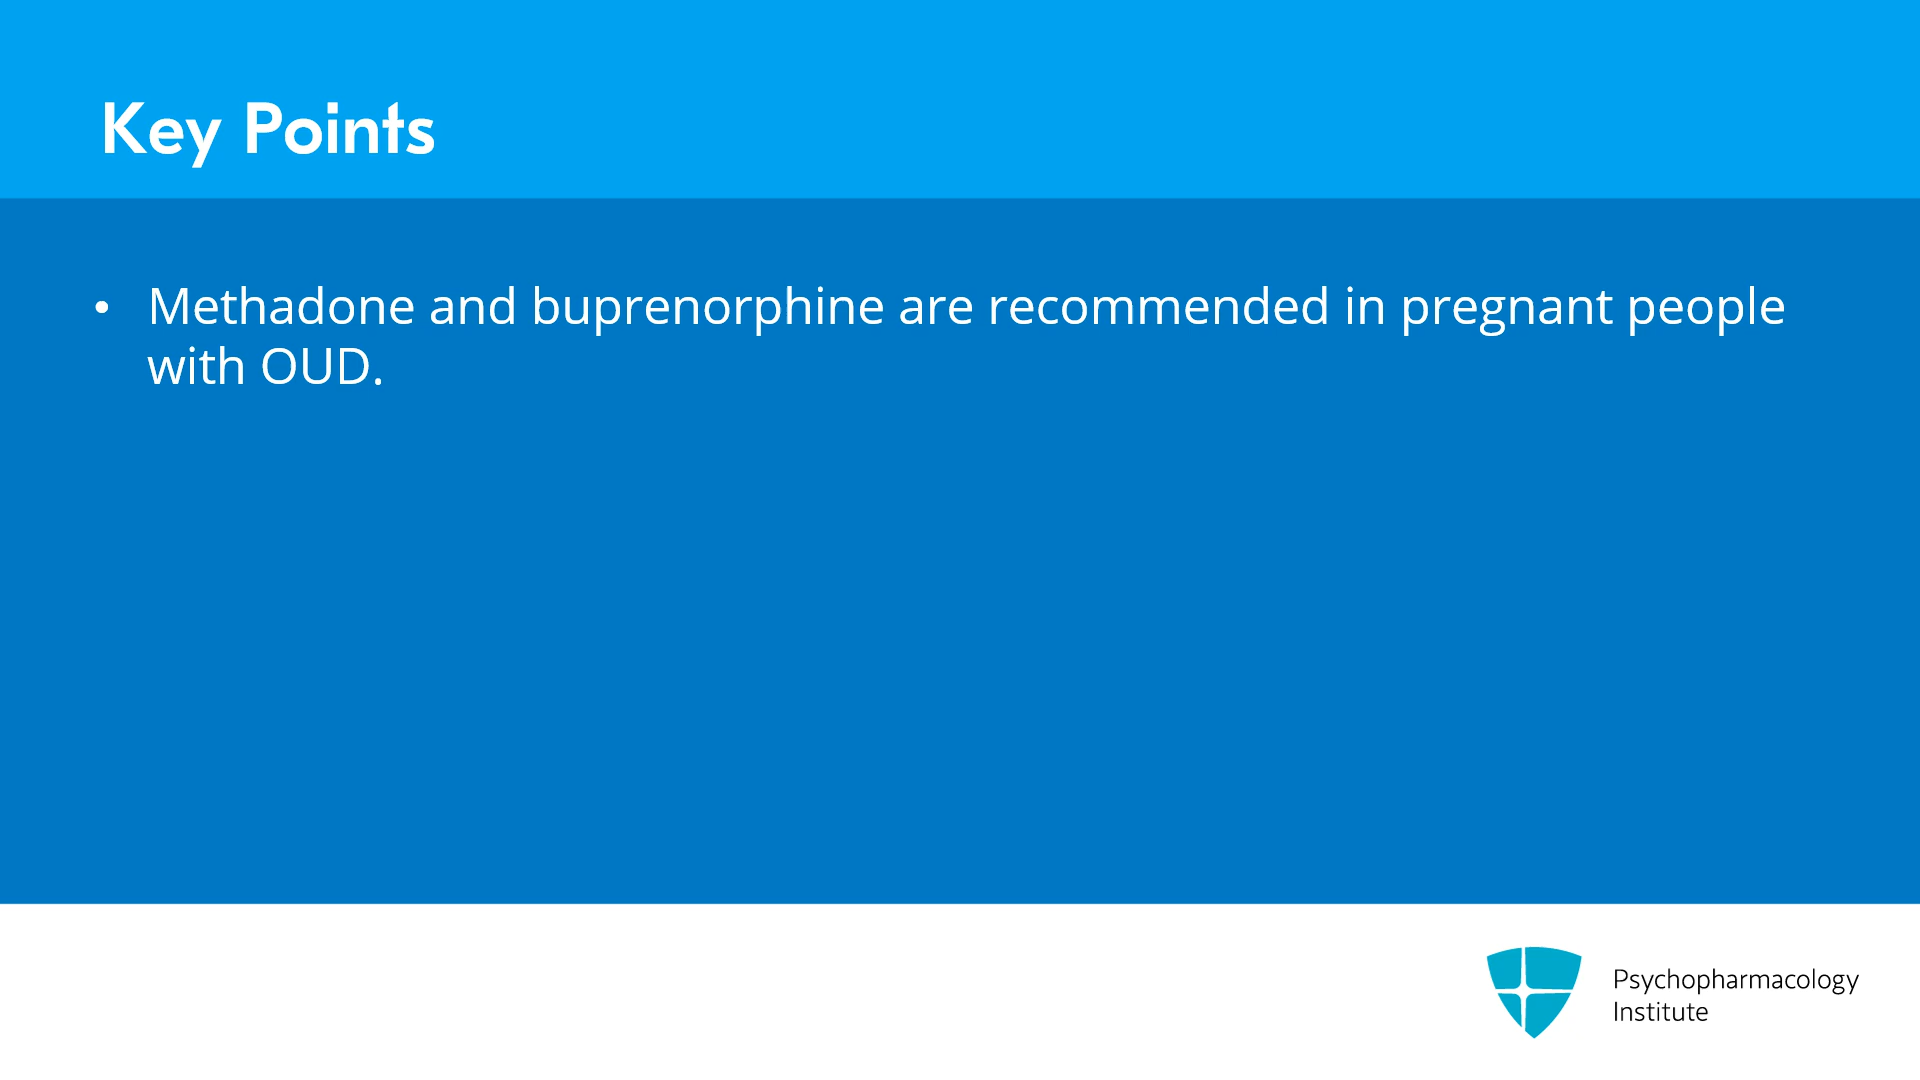 Key Points
• Methadone and buprenorphine are recommended in pregnant people
with OUD.
Psychopharmacology
Institute